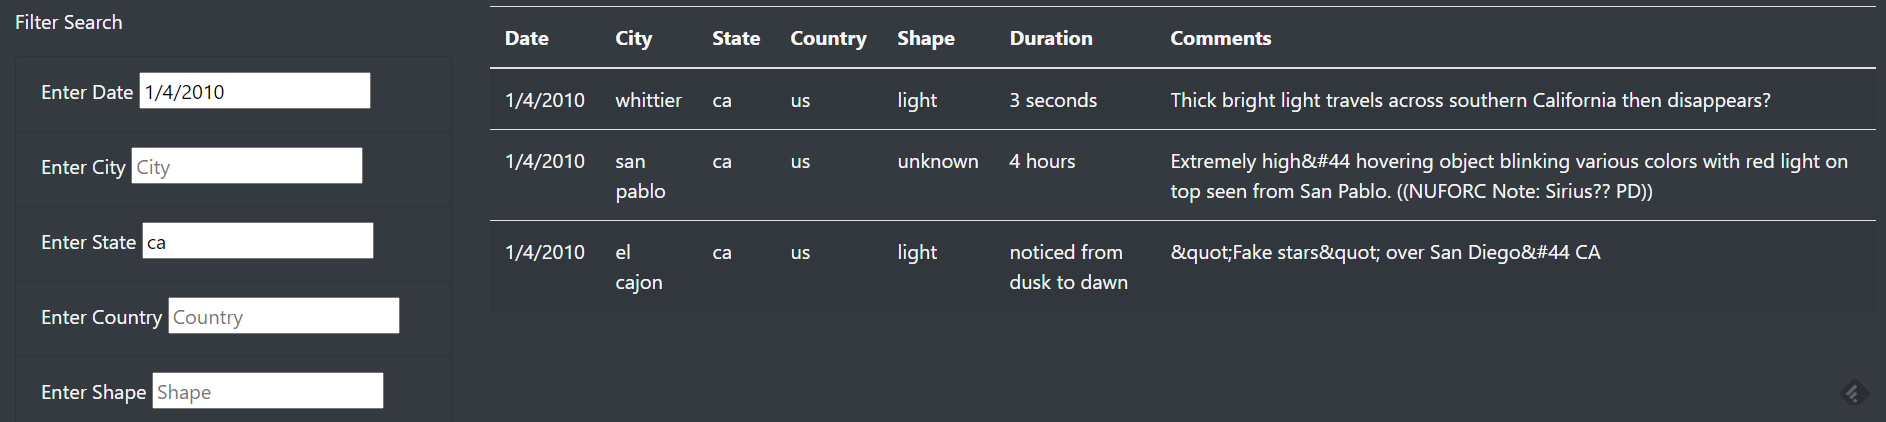 Filter Search
Enter Date 1/4/2010
Enter City City
Enter State ca
Enter Country Country
Enter Shape Shape
Date City State Country Shape Duration Comments
1/4/2010 whittier ca us light 3 seconds Thick bright light travels across southern California then disappears?
1/4/2010 san ca us unknown 4 hours Extremely high&#44 hovering object blinking various colors with red light on
pablo top seen from San Pablo. ((NUFORC Note: Sirius?? PD))
1/4/2010 el ca us light noticed from &quot;Fake stars&quot; over San Diego&#44 CA
cajon dusk to dawn